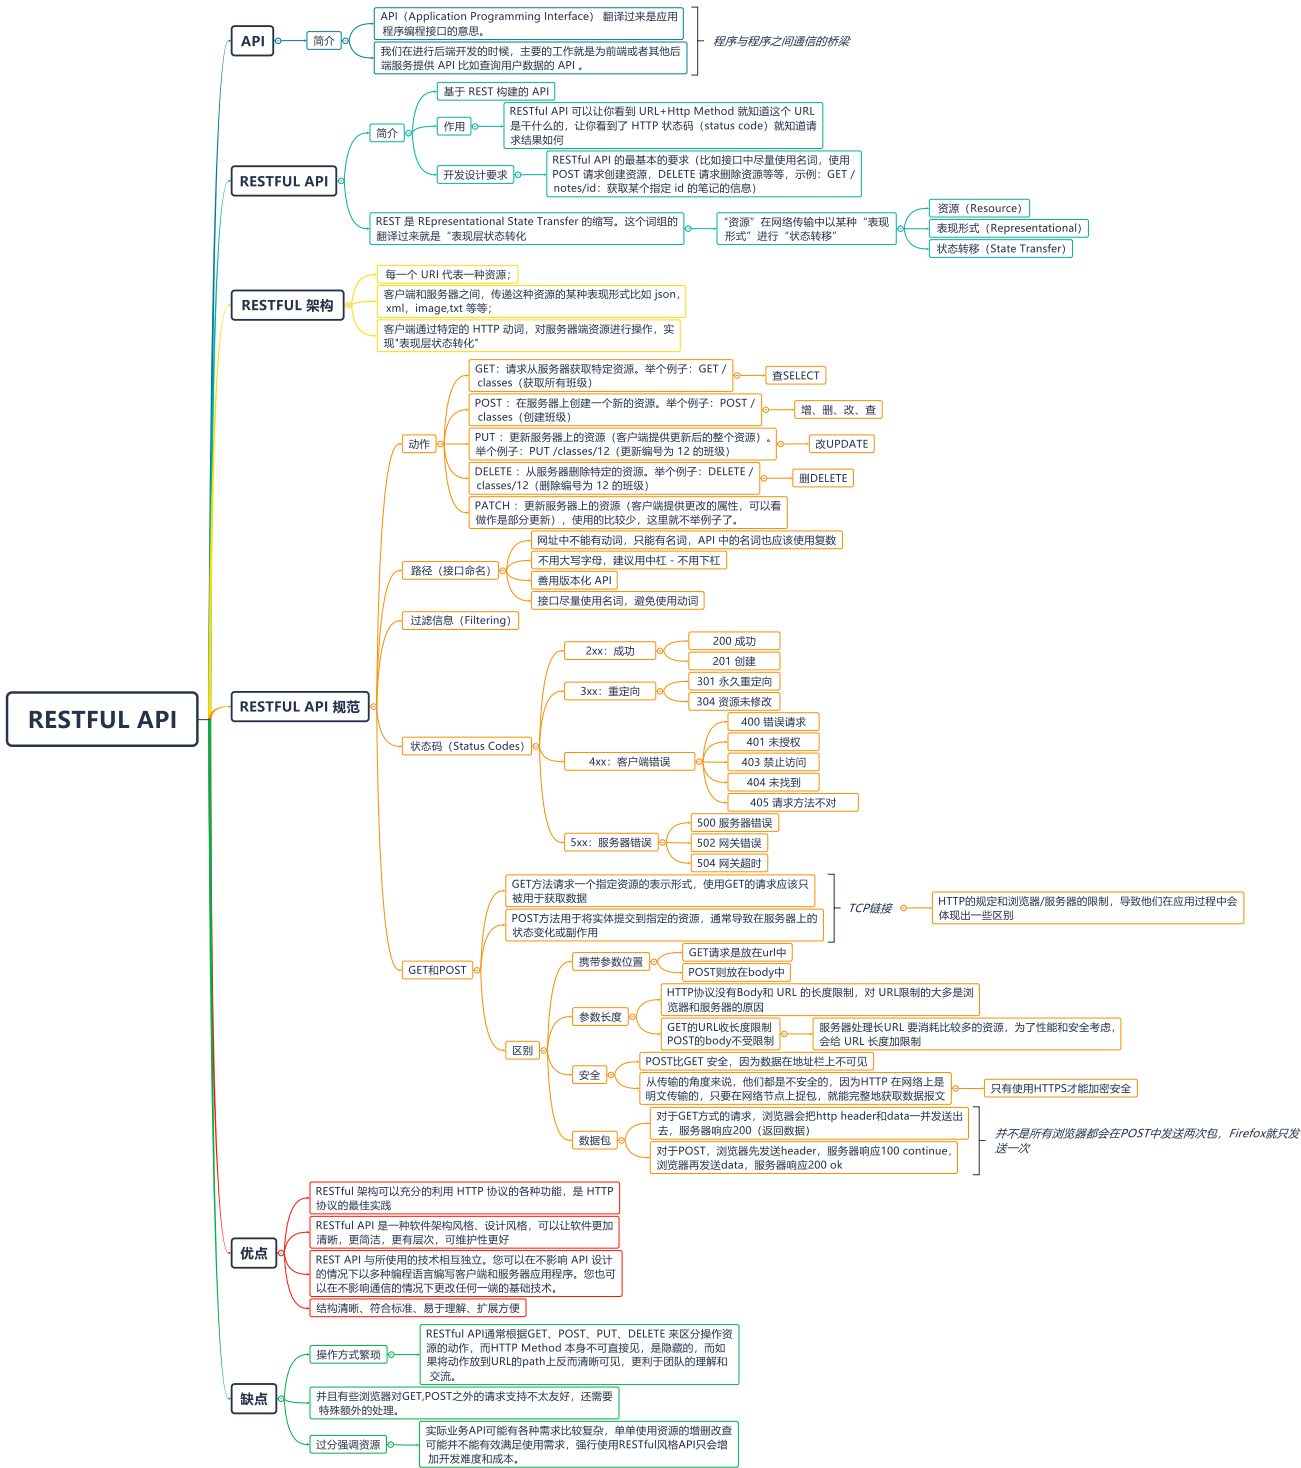 API
简介
API（Application Programming Interface） 翻译过来是应用
程序编程接口的意思。
我们在进行后端开发的时候，主要的工作就是为前端或者其他后
端服务提供 API 比如查询用户数据的 API 。
程序与程序之间通信的桥梁
RESTFUL API
简介
基于 REST 构建的 API
作用
RESTful API 可以让你看到 URL+Http Method 就知道这个 URL
是干什么的，让你看到了 HTTP 状态码（status code）就知道请
求结果如何
开发设计要求
RESTful API 的最基本的要求（比如接口中尽量使用名词，使用
POST 请求创建资源，DELETE 请求删除资源等等，示例：GET /
notes/id：获取某个指定 id 的笔记的信息）
REST 是 REpresentational State Transfer 的缩写。这个词组的
翻译过来就是“表现层状态转化
“资源”在网络传输中以某种“表现
形式”进行“状态转移”
资源（Resource）
表现形式（Representational）
状态转移（State Transfer）
RESTFUL 架构
每一个 URI 代表一种资源；
客户端和服务器之间，传递这种资源的某种表现形式比如 json，
xml，image,txt 等等；
客户端通过特定的 HTTP 动词，对服务器端资源进行操作，实
现"表现层状态转化"
RESTFUL API
RESTFUL API 规范
动作
GET：请求从服务器获取特定资源。举个例子：GET /
classes（获取所有班级）
查SELECT
POST ：在服务器上创建一个新的资源。举个例子：POST /
classes（创建班级）
增、删、改、查
PUT ：更新服务器上的资源（客户端提供更新后的整个资源）。
举个例子：PUT /classes/12（更新编号为 12 的班级）
改UPDATE
DELETE ：从服务器删除特定的资源。举个例子：DELETE /
classes/12（删除编号为 12 的班级）
删DELETE
PATCH ：更新服务器上的资源（客户端提供更改的属性，可以看
做作是部分更新），使用的比较少，这里就不举例子了。
路径（接口命名）
网址中不能有动词，只能有名词，API 中的名词也应该使用复数
不用大写字母，建议用中杠 - 不用下杠
善用版本化 API
接口尽量使用名词，避免使用动词
过滤信息（Filtering）
状态码（Status Codes）
2xx：成功
200 成功
201 创建
3xx：重定向
301 永久重定向
304 资源未修改
4xx：客户端错误
400 错误请求
401 未授权
403 禁止访问
404 未找到
405 请求方法不对
5xx：服务器错误
500 服务器错误
502 网关错误
504 网关超时
GET和POST
GET方法请求一个指定资源的表示形式，使用GET的请求应该只
被用于获取数据
POST方法用于将实体提交到指定的资源，通常导致在服务器上的
状态变化或副作用
TCP链接
HTTP的规定和浏览器/服务器的限制，导致他们在应用过程中会
体现出一些区别
区别
携带参数位置
GET请求是放在url中
POST则放在body中
参数长度
HTTP协议没有Body和 URL 的长度限制，对 URL限制的大多是浏
览器和服务器的原因
GET的URL收长度限制
POST的body不受限制
服务器处理长URL 要消耗比较多的资源，为了性能和安全考虑，
会给 URL 长度加限制
安全
POST比GET 安全，因为数据在地址栏上不可见
从传输的角度来说，他们都是不安全的，因为HTTP 在网络上是
明文传输的，只要在网络节点上捉包，就能完整地获取数据报文
只有使用HTTPS才能加密安全
数据包
对于GET方式的请求，浏览器会把http header和data一并发送出
去，服务器响应200（返回数据）
对于POST，浏览器先发送header，服务器响应100 continue，
浏览器再发送data，服务器响应200 ok
并不是所有浏览器都会在POST中发送两次包，Firefox就只发
送一次
优点
RESTful 架构可以充分的利用 HTTP 协议的各种功能，是 HTTP
协议的最佳实践
RESTful API 是一种软件架构风格、设计风格，可以让软件更加
清晰，更简洁，更有层次，可维护性更好
REST API 与所使用的技术相互独立。您可以在不影响 API 设计
的情况下以多种编程语言编写客户端和服务器应用程序。您也可
以在不影响通信的情况下更改任何一端的基础技术。
结构清晰、符合标准、易于理解、扩展方便
缺点
操作方式繁琐
RESTful API通常根据GET、POST、PUT、DELETE 来区分操作资
源的动作，而HTTP Method 本身不可直接见，是隐藏的，而如
果将动作放到URL的path上反而清晰可见，更利于团队的理解和
交流。
并且有些浏览器对GET,POST之外的请求支持不太友好，还需要
特殊额外的处理。
过分强调资源
实际业务API可能有各种需求比较复杂，单单使用资源的增删改查
可能并不能有效满足使用需求，强行使用RESTful风格API只会增
加开发难度和成本。